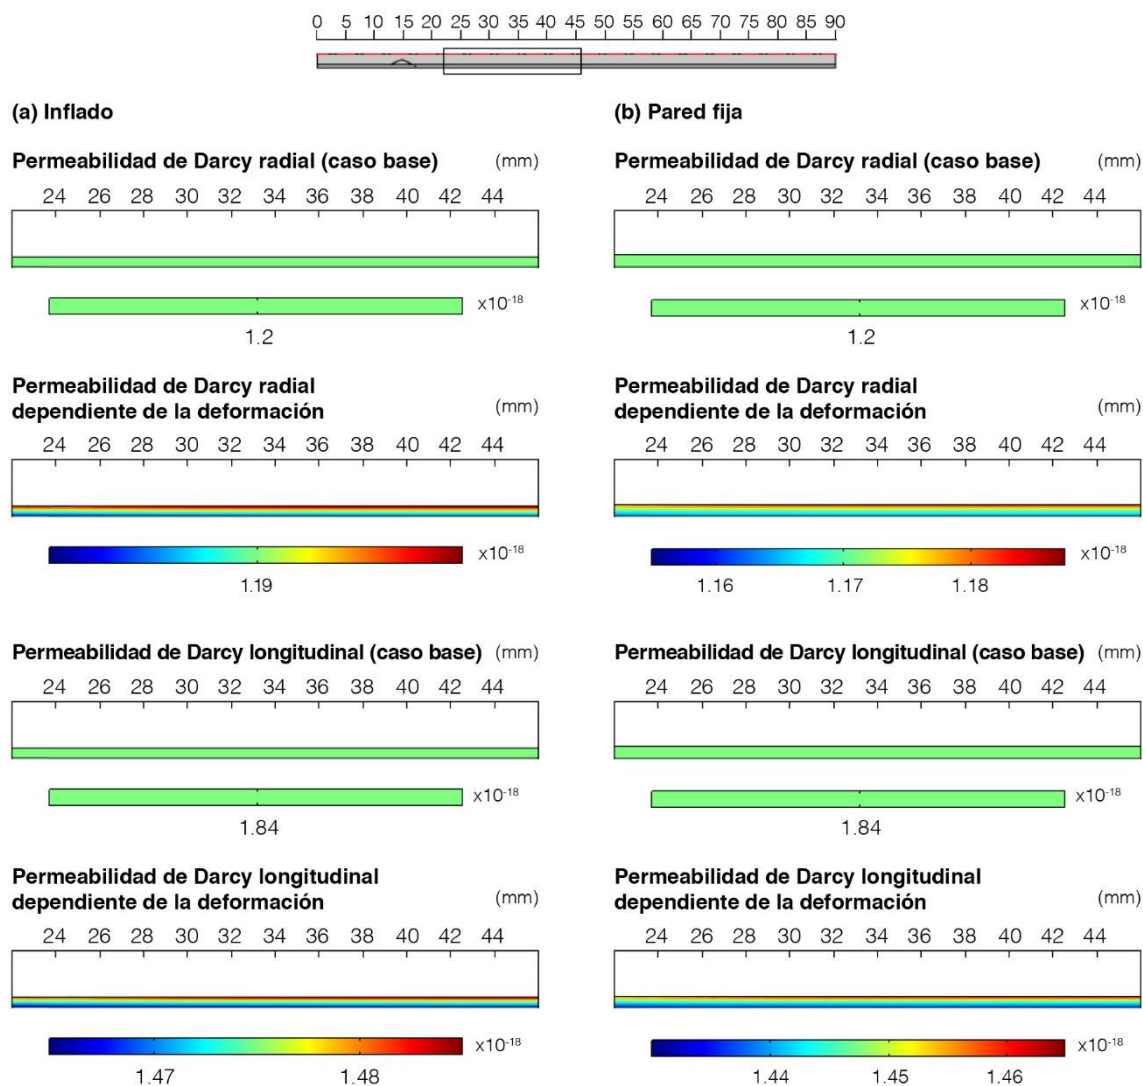 0 5 10 15 20 25 30 35 40 45 50 55 60 65 70 75 80 85 90
(a) Inflado
Permeabilidad de Darcy radial (caso base) (mm)
24 26 28 30 32 34 36 38 40 42 44
x10⁻¹⁸
1.2
Permeabilidad de Darcy radial
dependiente de la deformación (mm)
24 26 28 30 32 34 36 38 40 42 44
x10⁻¹⁸
1.19
Permeabilidad de Darcy longitudinal (caso base) (mm)
24 26 28 30 32 34 36 38 40 42 44
x10⁻¹⁸
1.84
Permeabilidad de Darcy longitudinal
dependiente de la deformación (mm)
24 26 28 30 32 34 36 38 40 42 44
x10⁻¹⁸
1.47 1.48
(b) Pared fija
Permeabilidad de Darcy radial (caso base) (mm)
24 26 28 30 32 34 36 38 40 42 44
x10⁻¹⁸
1.2
Permeabilidad de Darcy radial
dependiente de la deformación (mm)
24 26 28 30 32 34 36 38 40 42 44
x10⁻¹⁸
1.16 1.17 1.18
Permeabilidad de Darcy longitudinal (caso base) (mm)
24 26 28 30 32 34 36 38 40 42 44
x10⁻¹⁸
1.84
Permeabilidad de Darcy longitudinal
dependiente de la deformación (mm)
24 26 28 30 32 34 36 38 40 42 44
x10⁻¹⁸
1.44 1.45 1.46